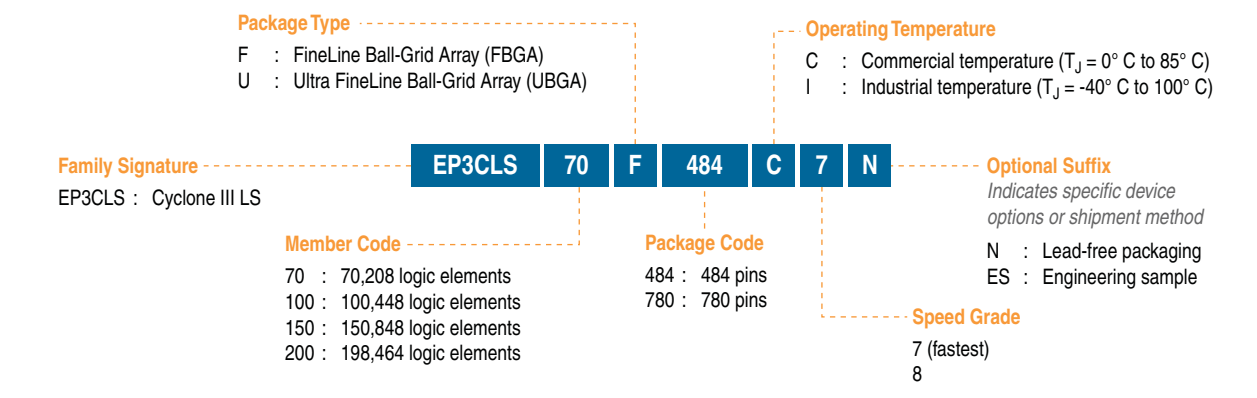 Package Type
F : FineLine Ball-Grid Array (FBGA)
U : Ultra FineLine Ball-Grid Array (UBGA)
Operating Temperature
C : Commercial temperature (TJ = 0° C to 85° C)
I : Industrial temperature (TJ = -40° C to 100° C)
Family Signature
EP3CLS : Cyclone III LS
EP3CLS 70 F 484 C 7 N
Optional Suffix
Indicates specific device
options or shipment method
N : Lead-free packaging
ES : Engineering sample
Member Code
70 : 70,208 logic elements
100 : 100,448 logic elements
150 : 150,848 logic elements
200 : 198,464 logic elements
Package Code
484 : 484 pins
780 : 780 pins
Speed Grade
7 (fastest)
8